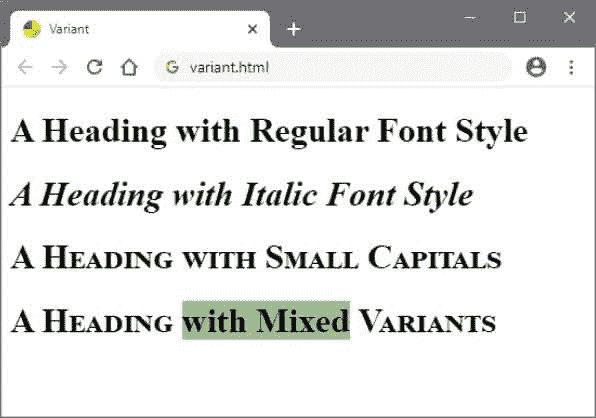 Variant
variant.html
A Heading with Regular Font Style
A Heading with Italic Font Style
A Heading with Small Capitals
A Heading with Mixed Variants